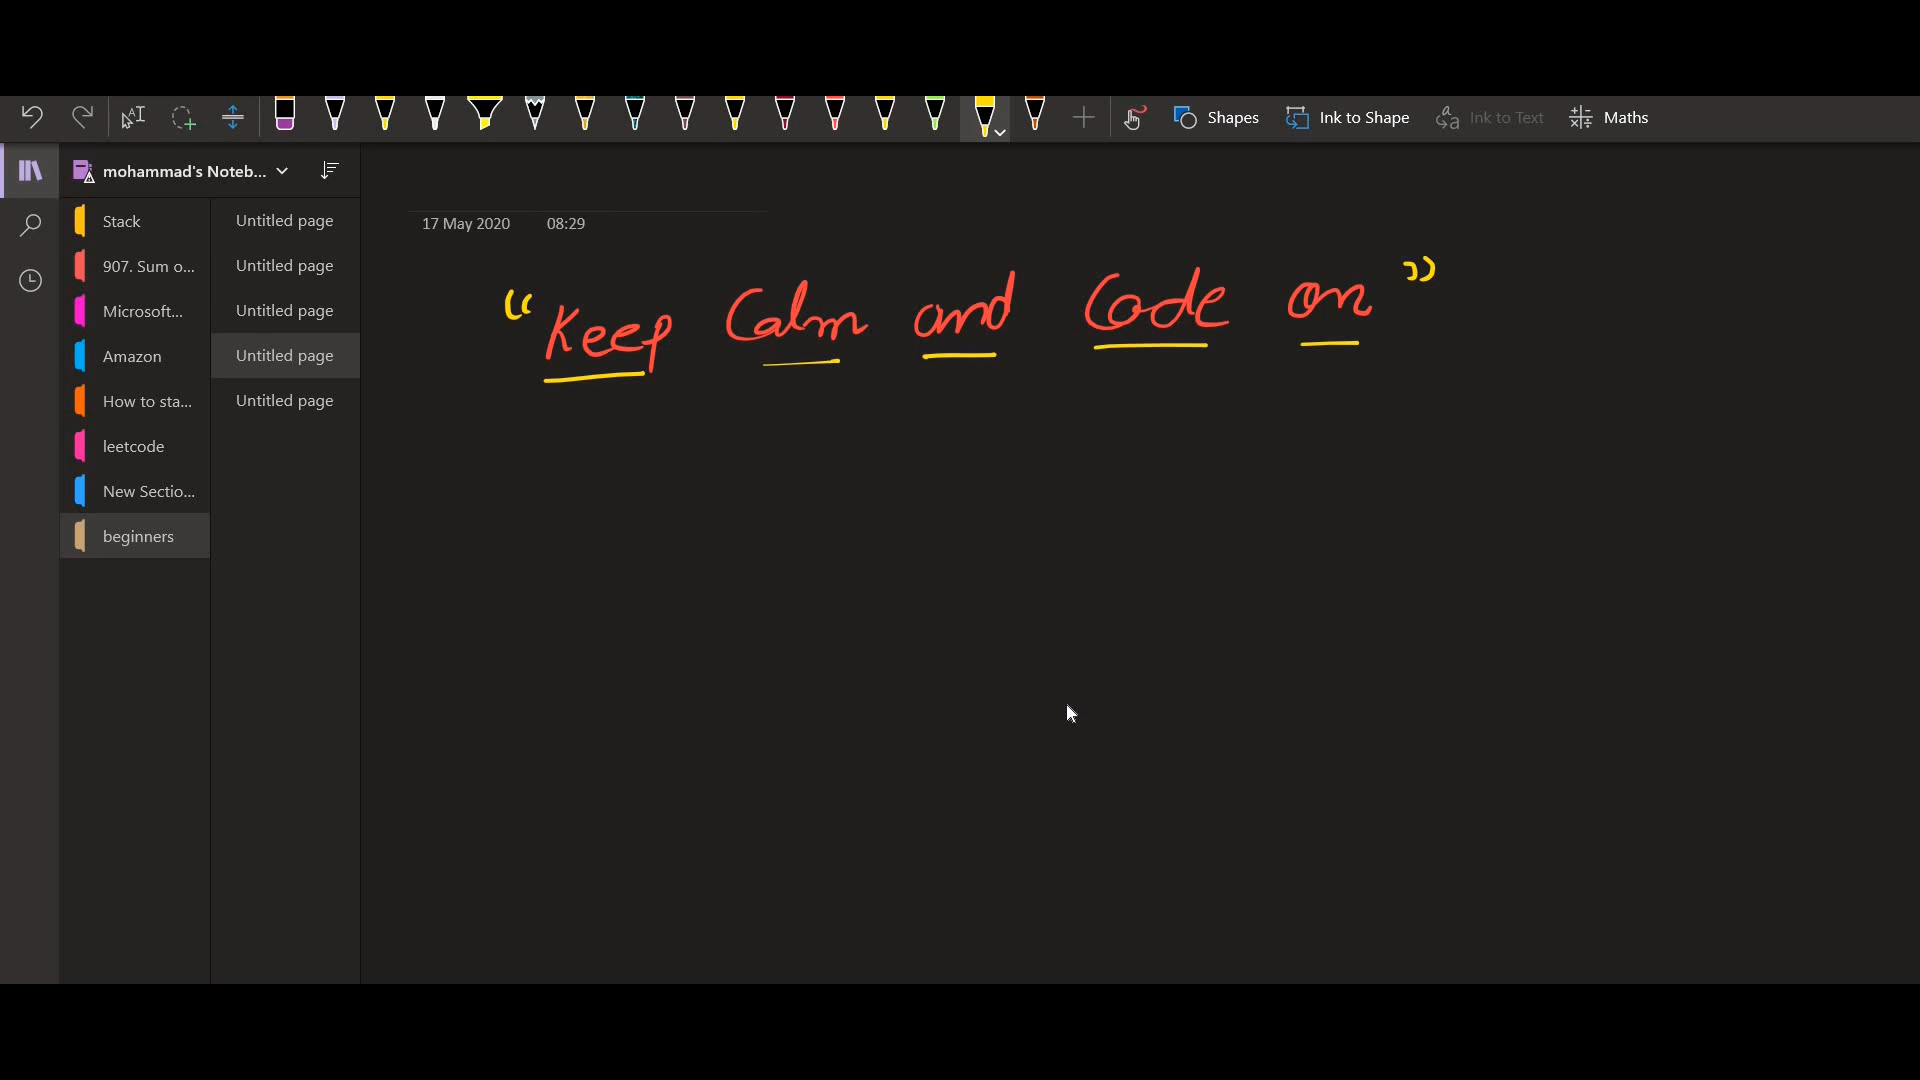 Shapes Ink to Shape Ink to Text Maths
mohammad's Noteb...
Stack
907. Sum o...
Microsoft...
Amazon
How to sta...
leetcode
New Sectio...
beginners
Untitled page
Untitled page
Untitled page
Untitled page
Untitled page
17 May 2020 08:29
"Keep Calm and Code on"